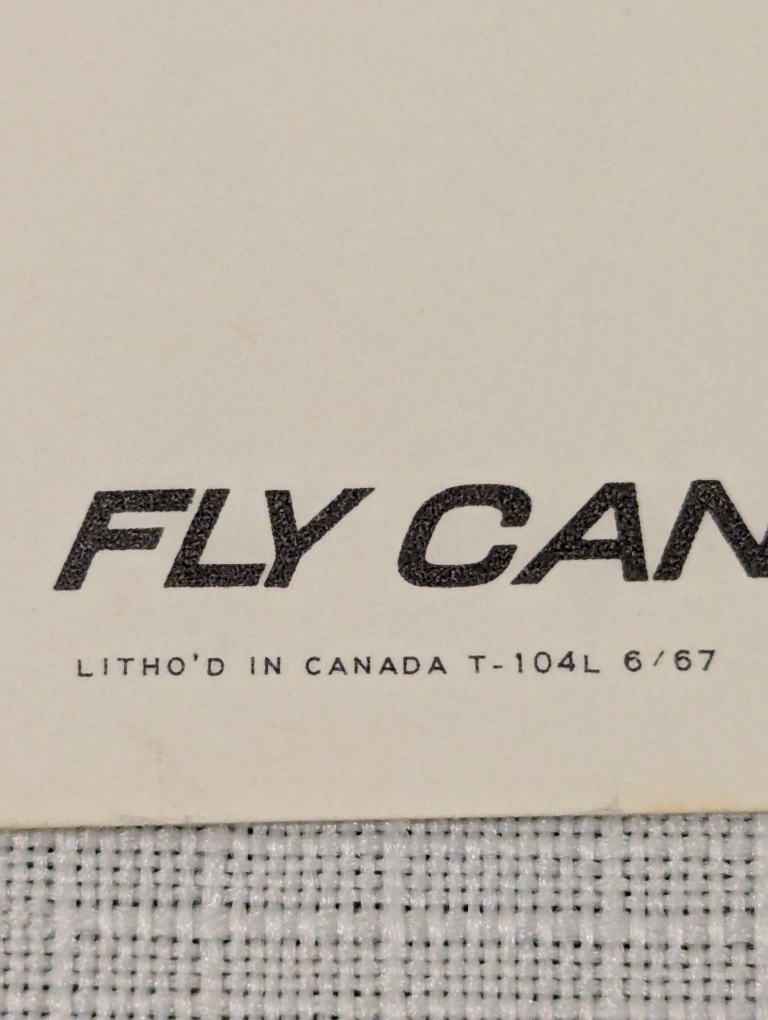 FLY CAN
LITHO'D IN CANADA T-104L 6/67